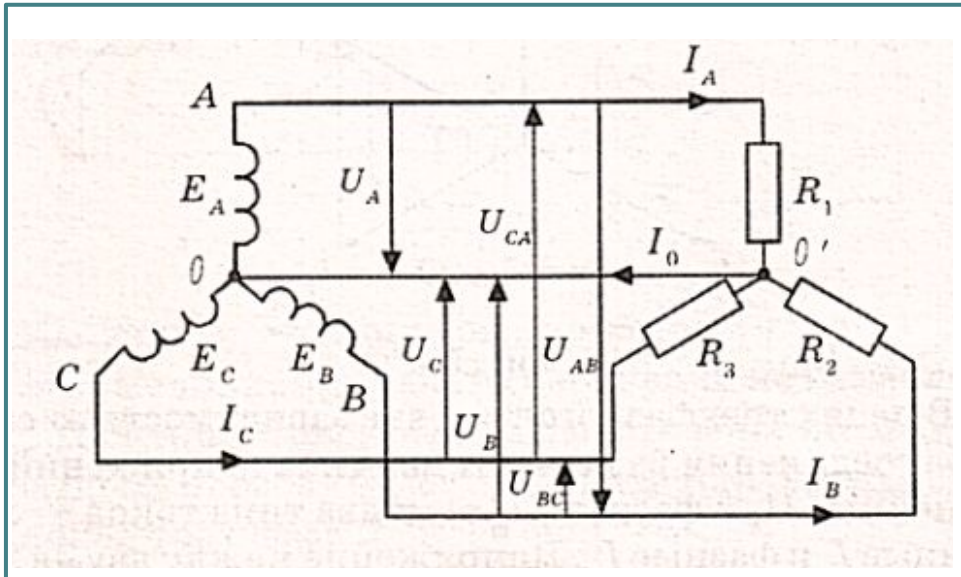 A
I_A
E_A
U_A
U_CA
R_1
0
I_0
0'
C
E_C
E_B
B
U_C
U_AB
R_3
R_2
I_C
U_B
U_BC
I_B